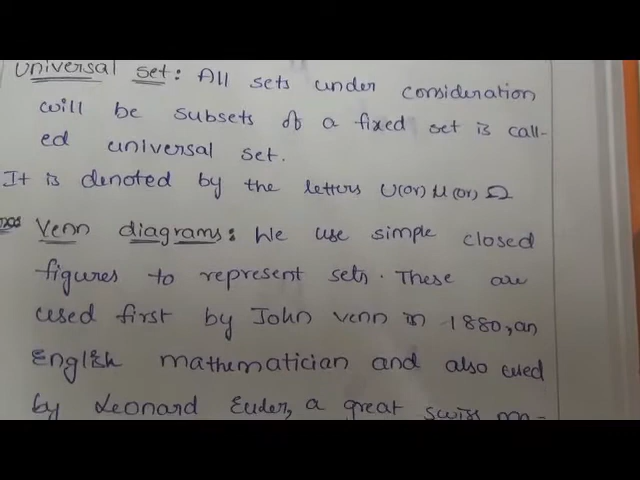 Universal set: All sets under consideration
will be subsets of a fixed set is call-
ed universal set.
It is denoted by the letters U(or) μ(or) Ω
Venn diagrams: We use simple closed
figures to represent sets. These are
used first by John Venn in 1880, an
English mathematician and also used
by Leonard Euder, a great swiss ma-